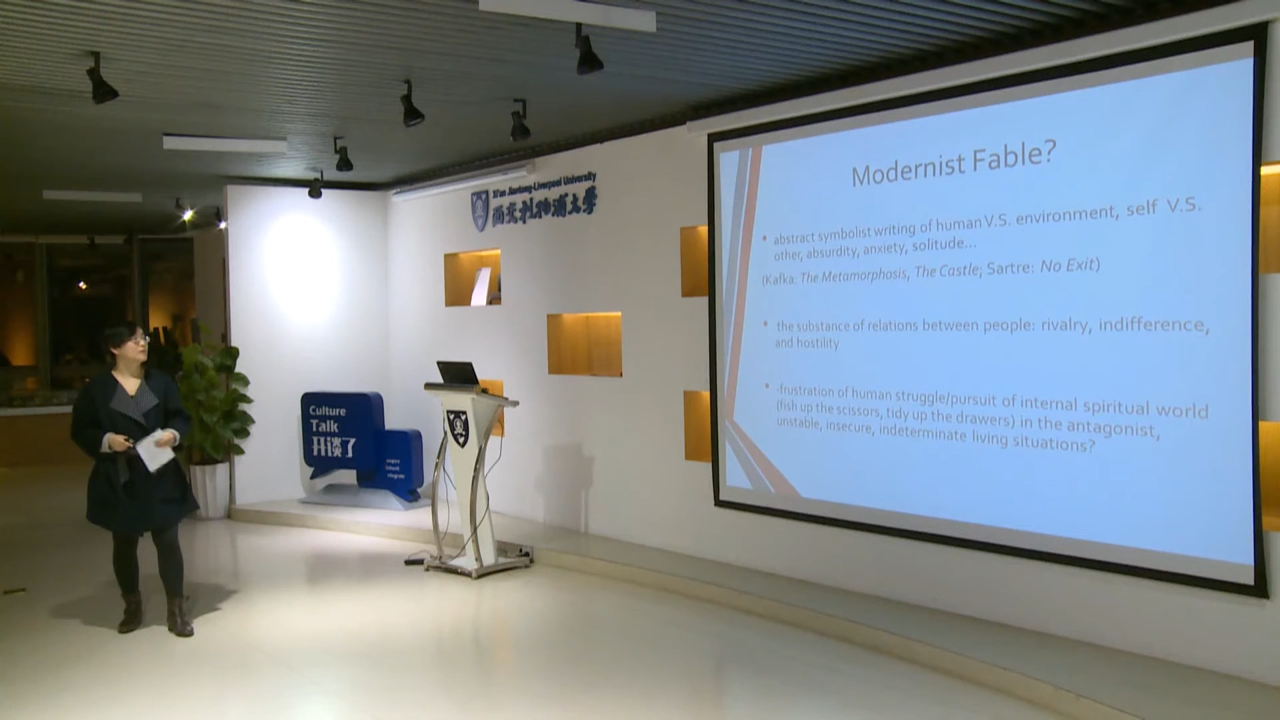 Xi'an Jiaotong-Liverpool University
西交利物浦大学
Culture
Talk
开谈了
Modernist Fable?
• abstract symbolist writing of human V.S. environment, self V.S.
other, absurdity, anxiety, solitude...
(Kafka: The Metamorphosis, The Castle; Sartre: No Exit)
• the substance of relations between people: rivalry, indifference,
and hostility
• -frustration of human struggle/pursuit of internal spiritual world
(fish up the scissors, tidy up the drawers) in the antagonist,
unstable, insecure, indeterminate living situations?